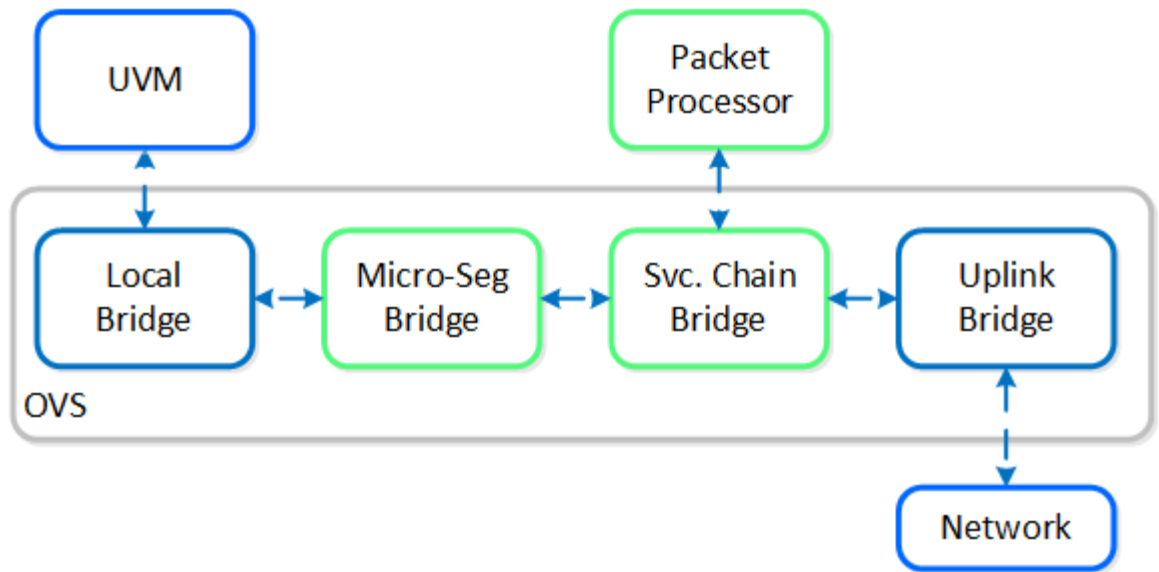 UVM
Packet
Processor
Local
Bridge
Micro-Seg
Bridge
Svc. Chain
Bridge
Uplink
Bridge
OVS
Network